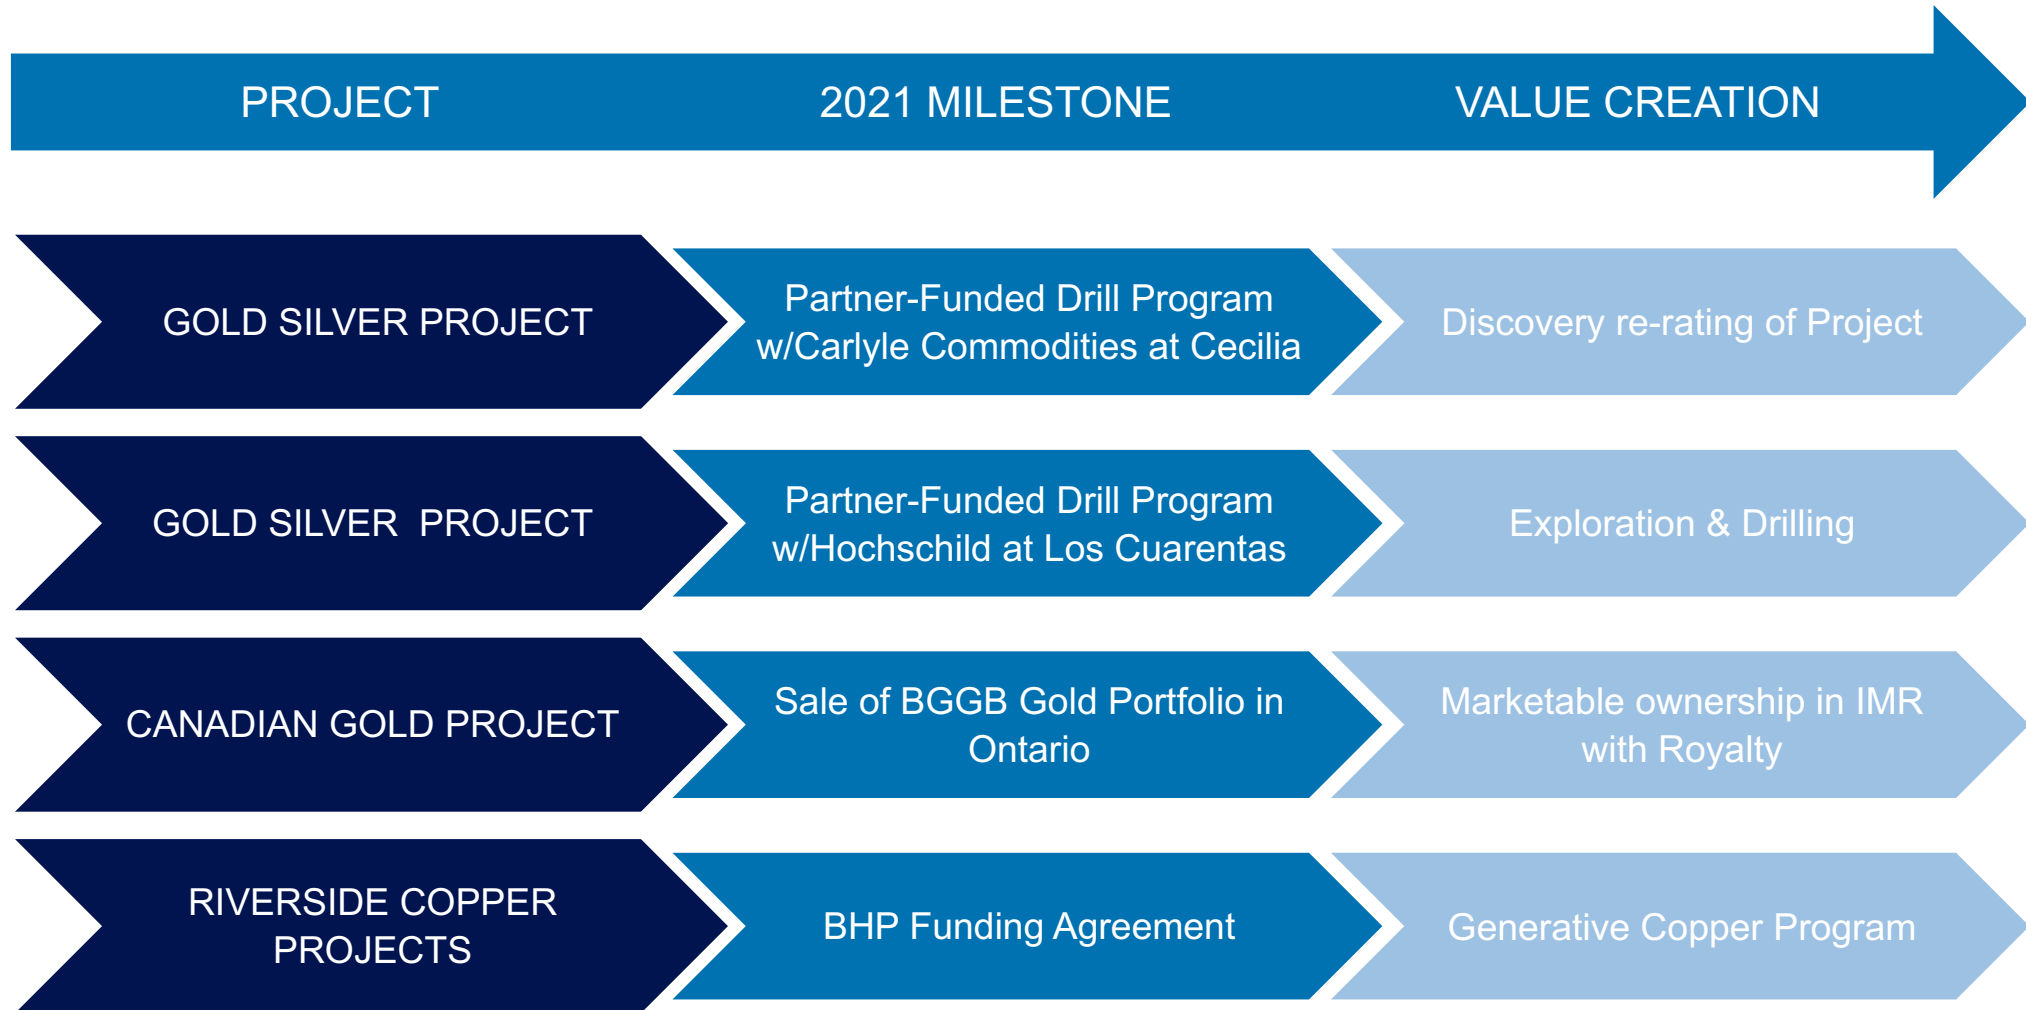 PROJECT
2021 MILESTONE
VALUE CREATION
GOLD SILVER PROJECT
Partner-Funded Drill Program
w/Carlyle Commodities at Cecilia
Discovery re-rating of Project
GOLD SILVER  PROJECT
Partner-Funded Drill Program
w/Hochschild at Los Cuarentas
Exploration & Drilling
CANADIAN GOLD PROJECT
Sale of BGGB Gold Portfolio in
Ontario
Marketable ownership in IMR
with Royalty
RIVERSIDE COPPER
PROJECTS
BHP Funding Agreement
Generative Copper Program